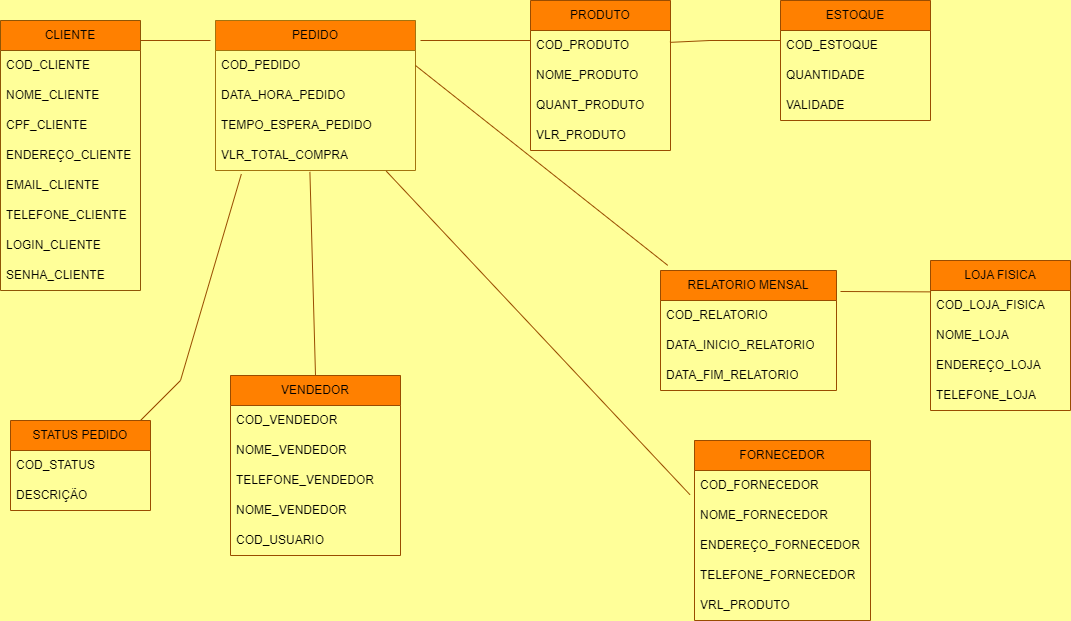 CLIENTE
COD_CLIENTE
NOME_CLIENTE
CPF_CLIENTE
ENDEREÇO_CLIENTE
EMAIL_CLIENTE
TELEFONE_CLIENTE
LOGIN_CLIENTE
SENHA_CLIENTE
PEDIDO
COD_PEDIDO
DATA_HORA_PEDIDO
TEMPO_ESPERA_PEDIDO
VLR_TOTAL_COMPRA
PRODUTO
COD_PRODUTO
NOME_PRODUTO
QUANT_PRODUTO
VLR_PRODUTO
ESTOQUE
COD_ESTOQUE
QUANTIDADE
VALIDADE
RELATORIO MENSAL
COD_RELATORIO
DATA_INICIO_RELATORIO
DATA_FIM_RELATORIO
LOJA FISICA
COD_LOJA_FISICA
NOME_LOJA
ENDEREÇO_LOJA
TELEFONE_LOJA
STATUS PEDIDO
COD_STATUS
DESCRIÇÃO
VENDEDOR
COD_VENDEDOR
NOME_VENDEDOR
TELEFONE_VENDEDOR
NOME_VENDEDOR
COD_USUARIO
FORNECEDOR
COD_FORNECEDOR
NOME_FORNECEDOR
ENDEREÇO_FORNECEDOR
TELEFONE_FORNECEDOR
VRL_PRODUTO